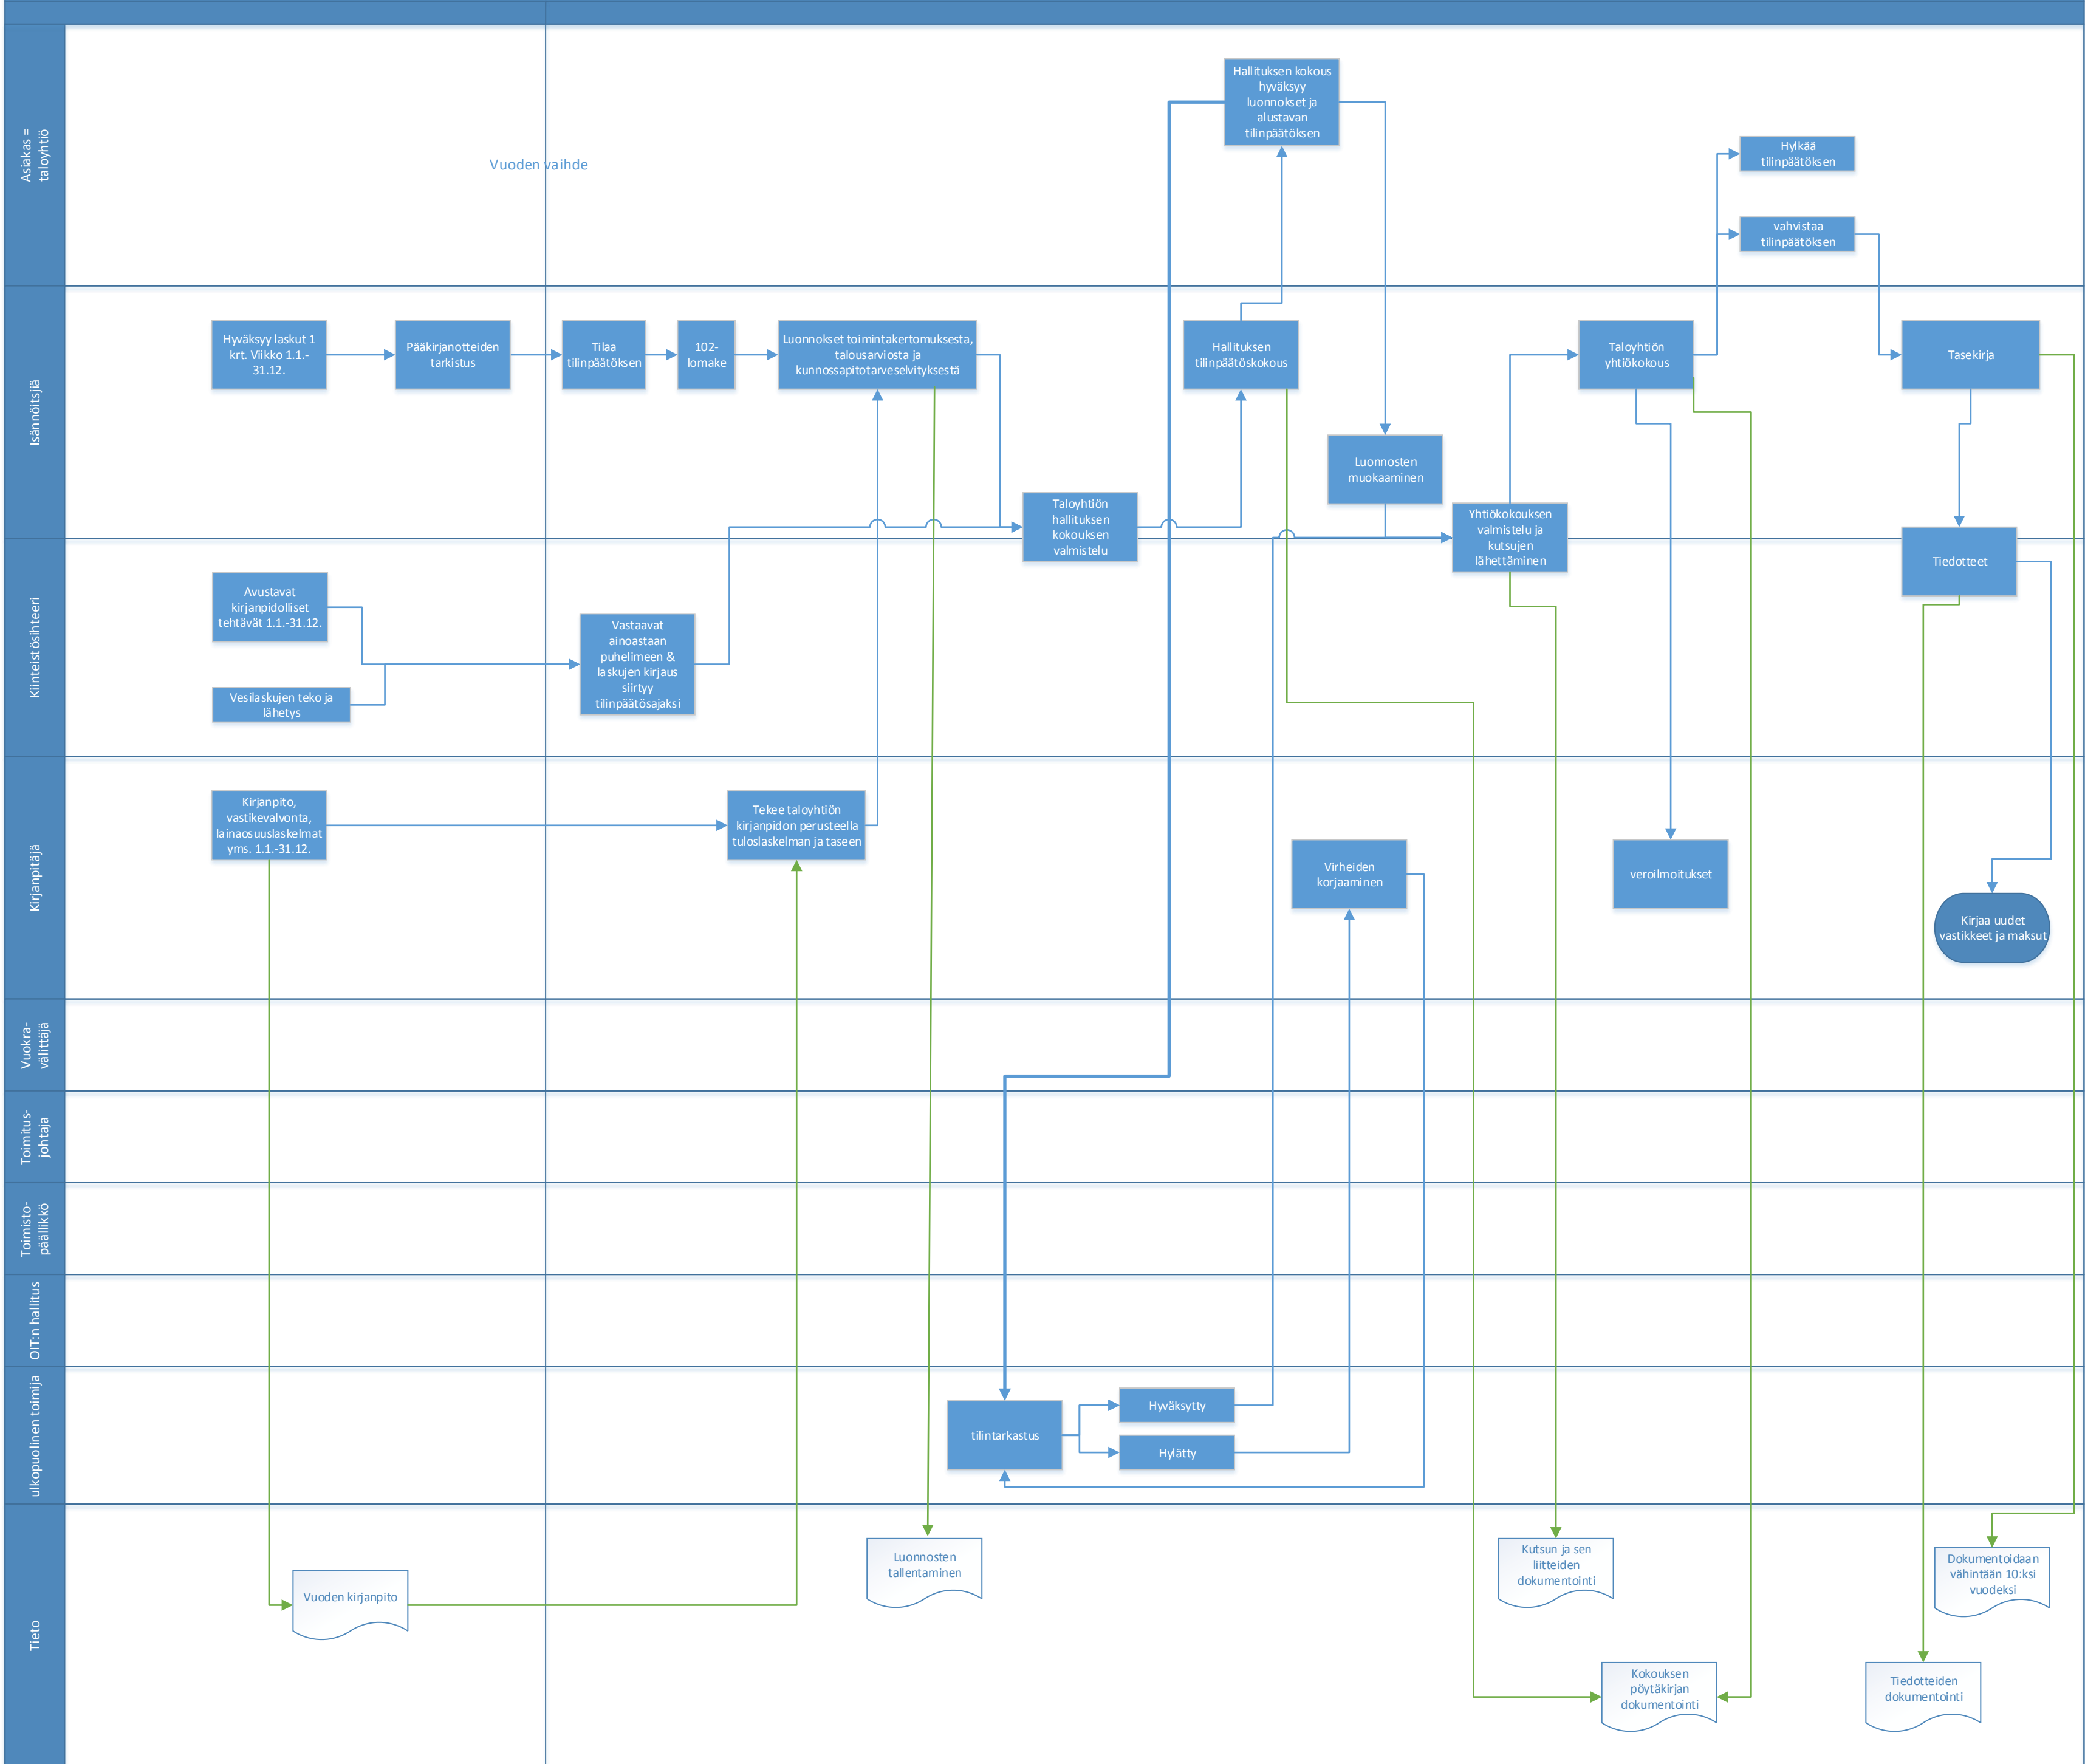 Asiakas =
taloyhtiö
Vuoden vaihde
Hallituksen kokous
hyväksyy
luonnokset ja
alustavan
tilinpäätöksen
Hylkää
tilinpäätöksen
vahvistaa
tilinpäätöksen
Isännöitsjiä
Hyväksyy laskut 1
krt. Viikko 1.1.-
31.12.
Pääkirjanotteiden
tarkistus
Tilaa
tilinpäätöksen
102-
lomake
Luonnokset toimintakertomuksesta,
talousarviosta ja
kunnossapitotarveselvityksestä
Hallituksen
tilinpäätöskokous
Taloyhtiön
yhtiökokous
Tasekirja
Luonnosten
muokaaminen
Taloyhtiön
hallituksen
kokouksen
valmistelu
Yhtiökokouksen
valmistelu ja
kutsujen
lähettäminen
Tiedotteet
Kiinteistösihteeri
Avustavat
kirjanpidolliset
tehtävät 1.1.-31.12.
Vesilaskujen teko ja
lähetys
Vastaavat
ainoastaan
puhelimeen &
laskujen kirjaus
siirtyy
tilinpäätösajaksi
Kirjanpitäjä
Kirjanpito,
vastikevalvonta,
lainaosuuslaskelmat
yms. 1.1.-31.12.
Tekee taloyhtiön
kirjanpidon perusteella
tuloslaskelman ja taseen
Virheiden
korjaaminen
veroilmoitukset
Kirjaa uudet
vastikkeet ja maksut
Vuokra-
välittäjä
Toimitus-
johtaja
Toimisto-
päällikkö
OIT:n hallitus
ulkopuolinen toimija
tilintarkastus
Hyväksytty
Hylätty
Tieto
Vuoden kirjanpito
Luonnosten
tallentaminen
Kutsun ja sen
liitteiden
dokumentointi
Dokumentoidaan
vähintään 10:ksi
vuodeksi
Kokouksen
pöytäkirjan
dokumentointi
Tiedotteiden
dokumentointi